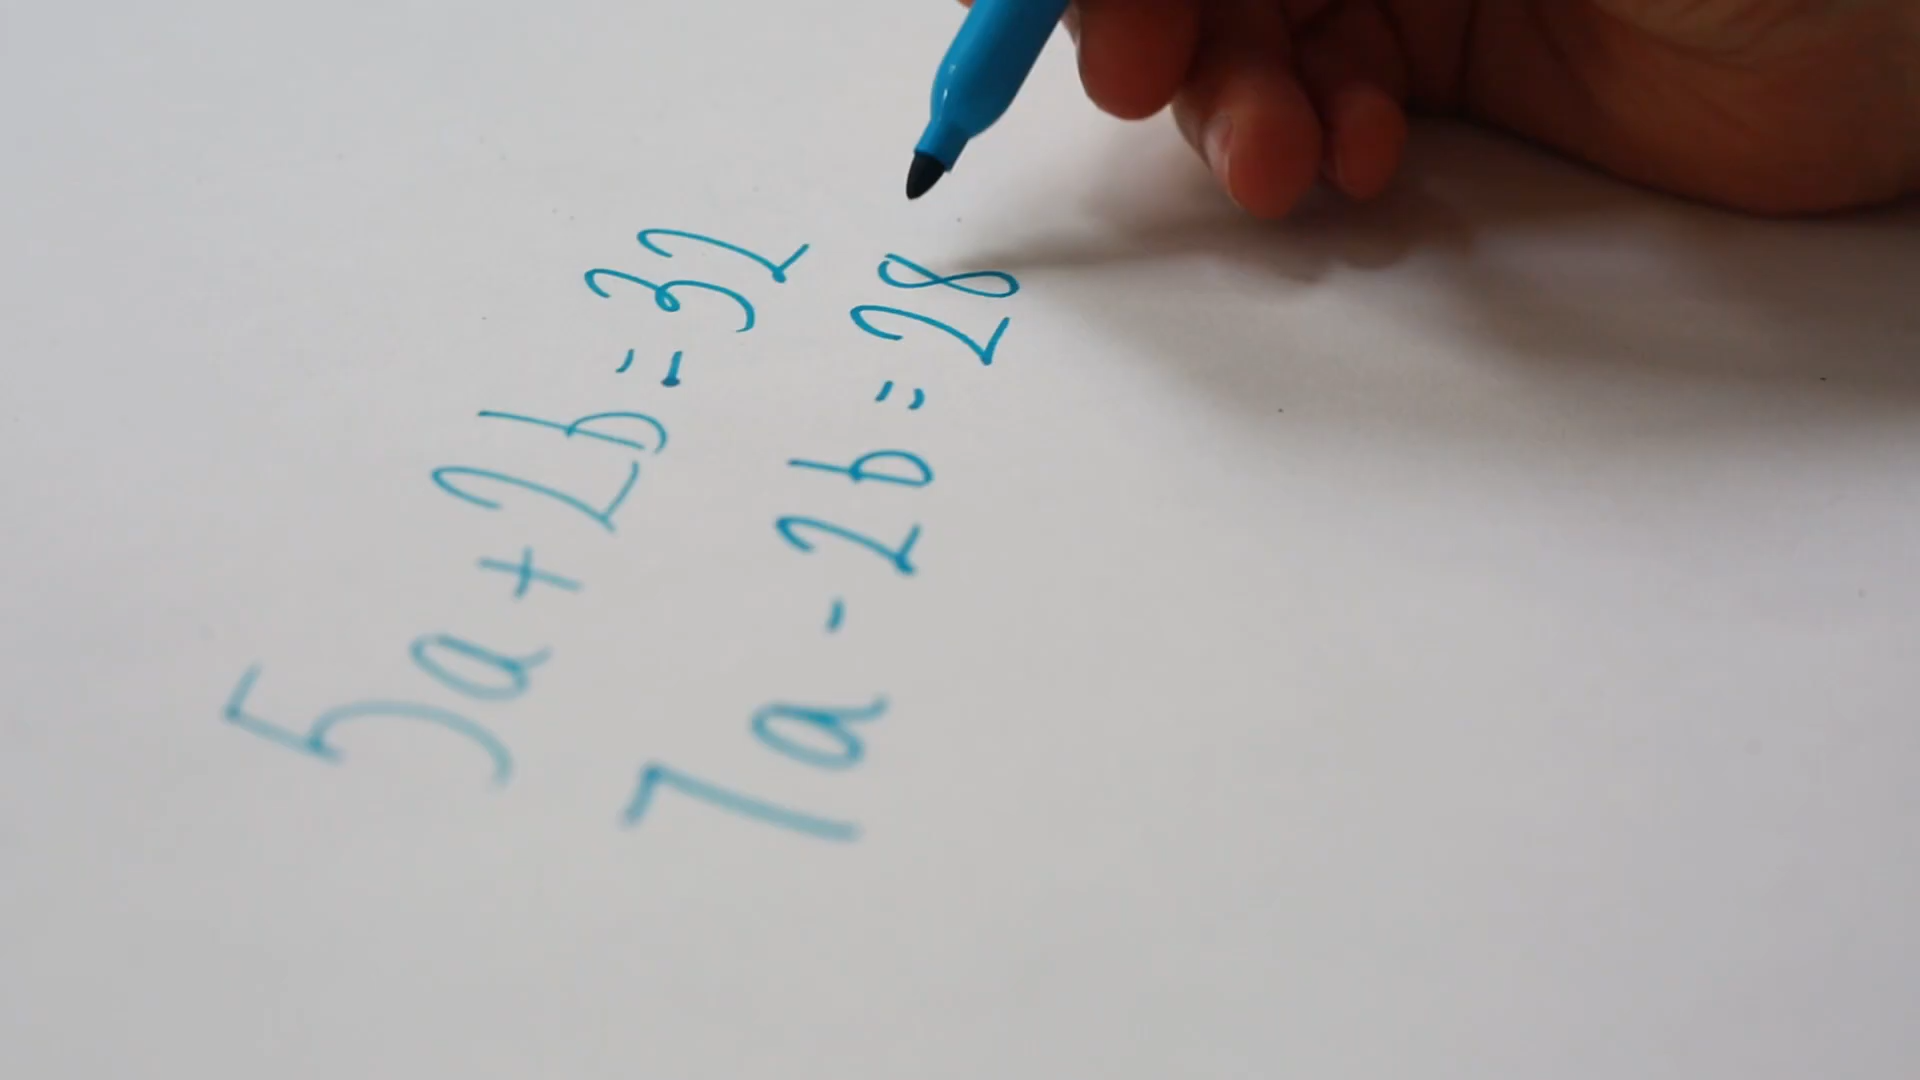 5a + 2b = 32
7a - 2b = 28